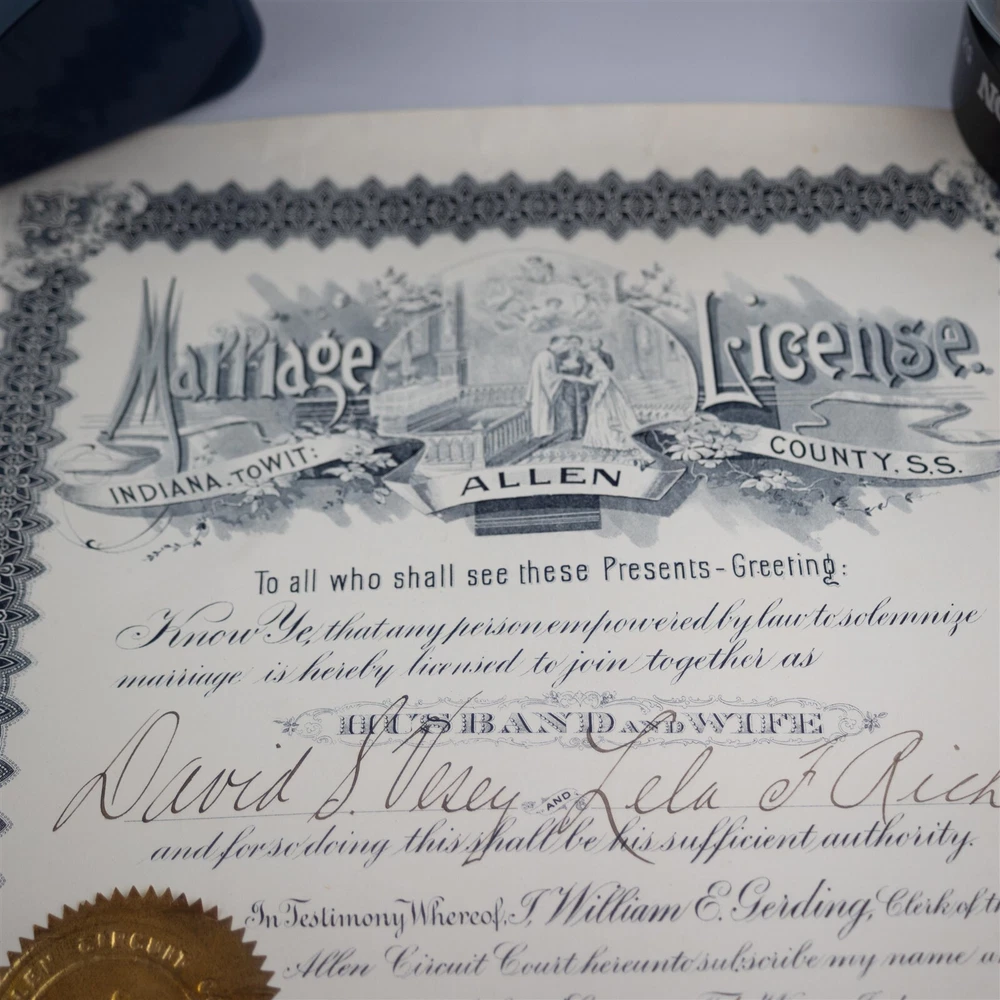 Marriage License.
INDIANA. TO WIT: ALLEN COUNTY, S.S.
To all who shall see these Presents - Greeting:
Know Ye, that any person empowered by law to solemnize
marriage is hereby licensed to join together as
HUSBAND AND WIFE
David S. Vesey AND Lela F Rich
and for so doing this shall be his sufficient authority.
In Testimony Whereof, I, William E. Gerding, Clerk of
Allen Circuit Court hereunto subscribe my name
CIRCUIT